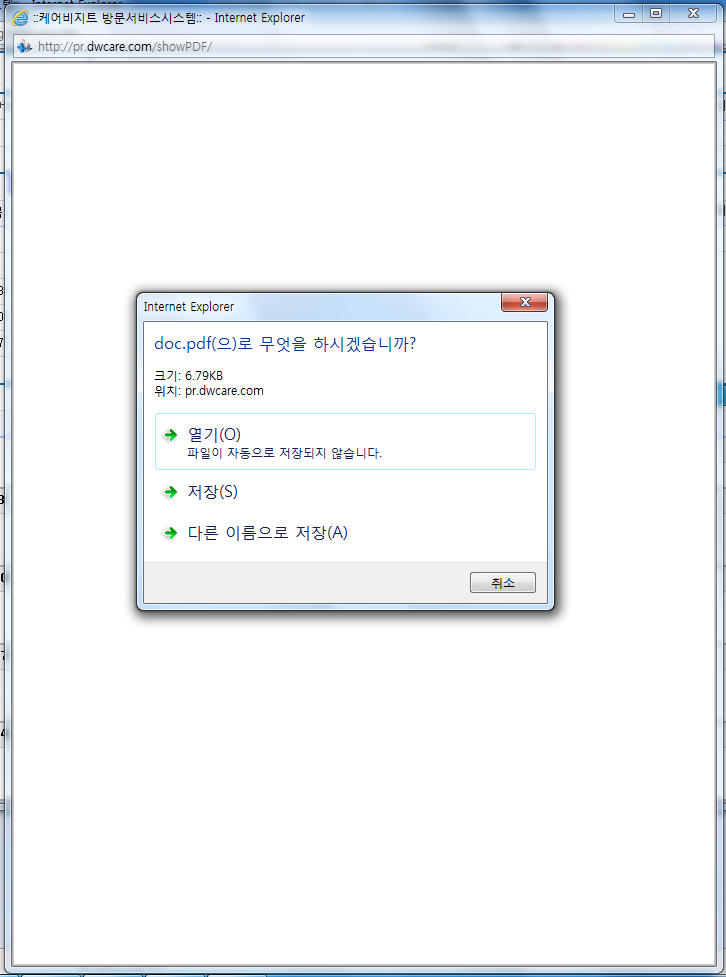 ::케어비지트 방문서비스시스템:: - Internet Explorer
http://pr.dwcare.com/showPDF/
Internet Explorer
doc.pdf(으)로 무엇을 하시겠습니까?
크기: 6.79KB
위치: pr.dwcare.com
열기(O)
파일이 자동으로 저장되지 않습니다.
저장(S)
다른 이름으로 저장(A)
취소